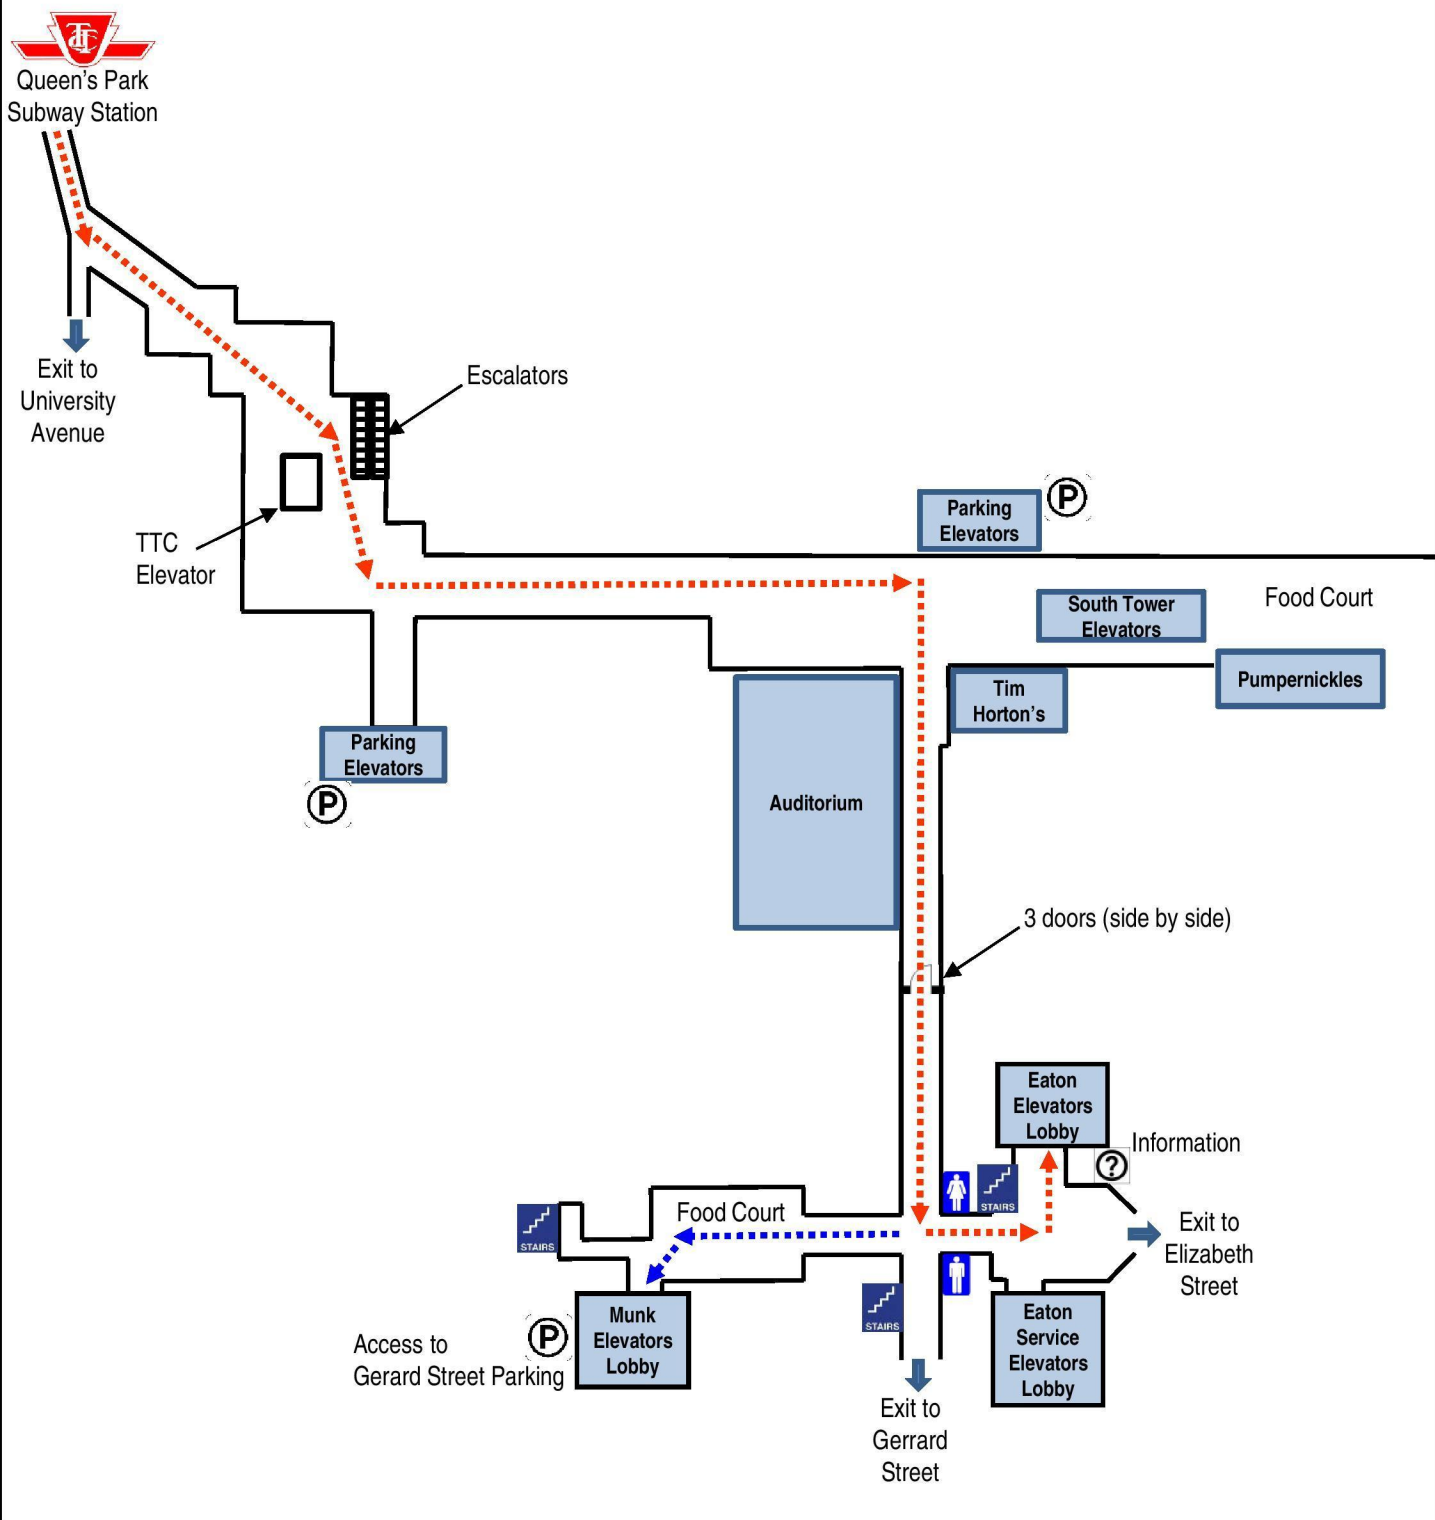 TTC
Queen's Park
Subway Station
Exit to
University
Avenue
Escalators
TTC
Elevator
Parking
Elevators
P
South Tower
Elevators
Food Court
Pumpernickles
Tim
Horton's
Parking
Elevators
P
Auditorium
3 doors (side by side)
Eaton
Elevators
Lobby
Information
?
STAIRS
Food Court
STAIRS
Exit to
Elizabeth
Street
STAIRS
Munk
Elevators
Lobby
P
Access to
Gerard Street Parking
Eaton
Service
Elevators
Lobby
Exit to
Gerrard
Street